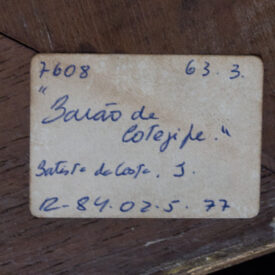 7608 63.3.
"Barão de
Cotegipe."
Batista da Costa, J.
R-84.02.5.77